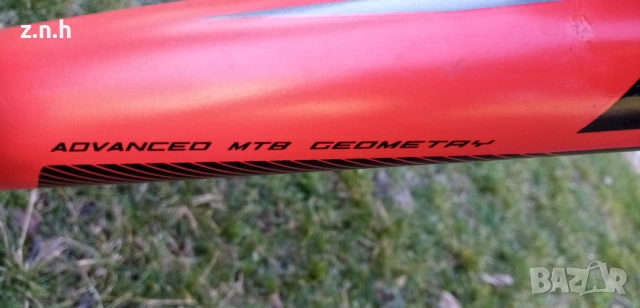 z.n.h
ADVANCED MTB GEOMETRY
BAZAR